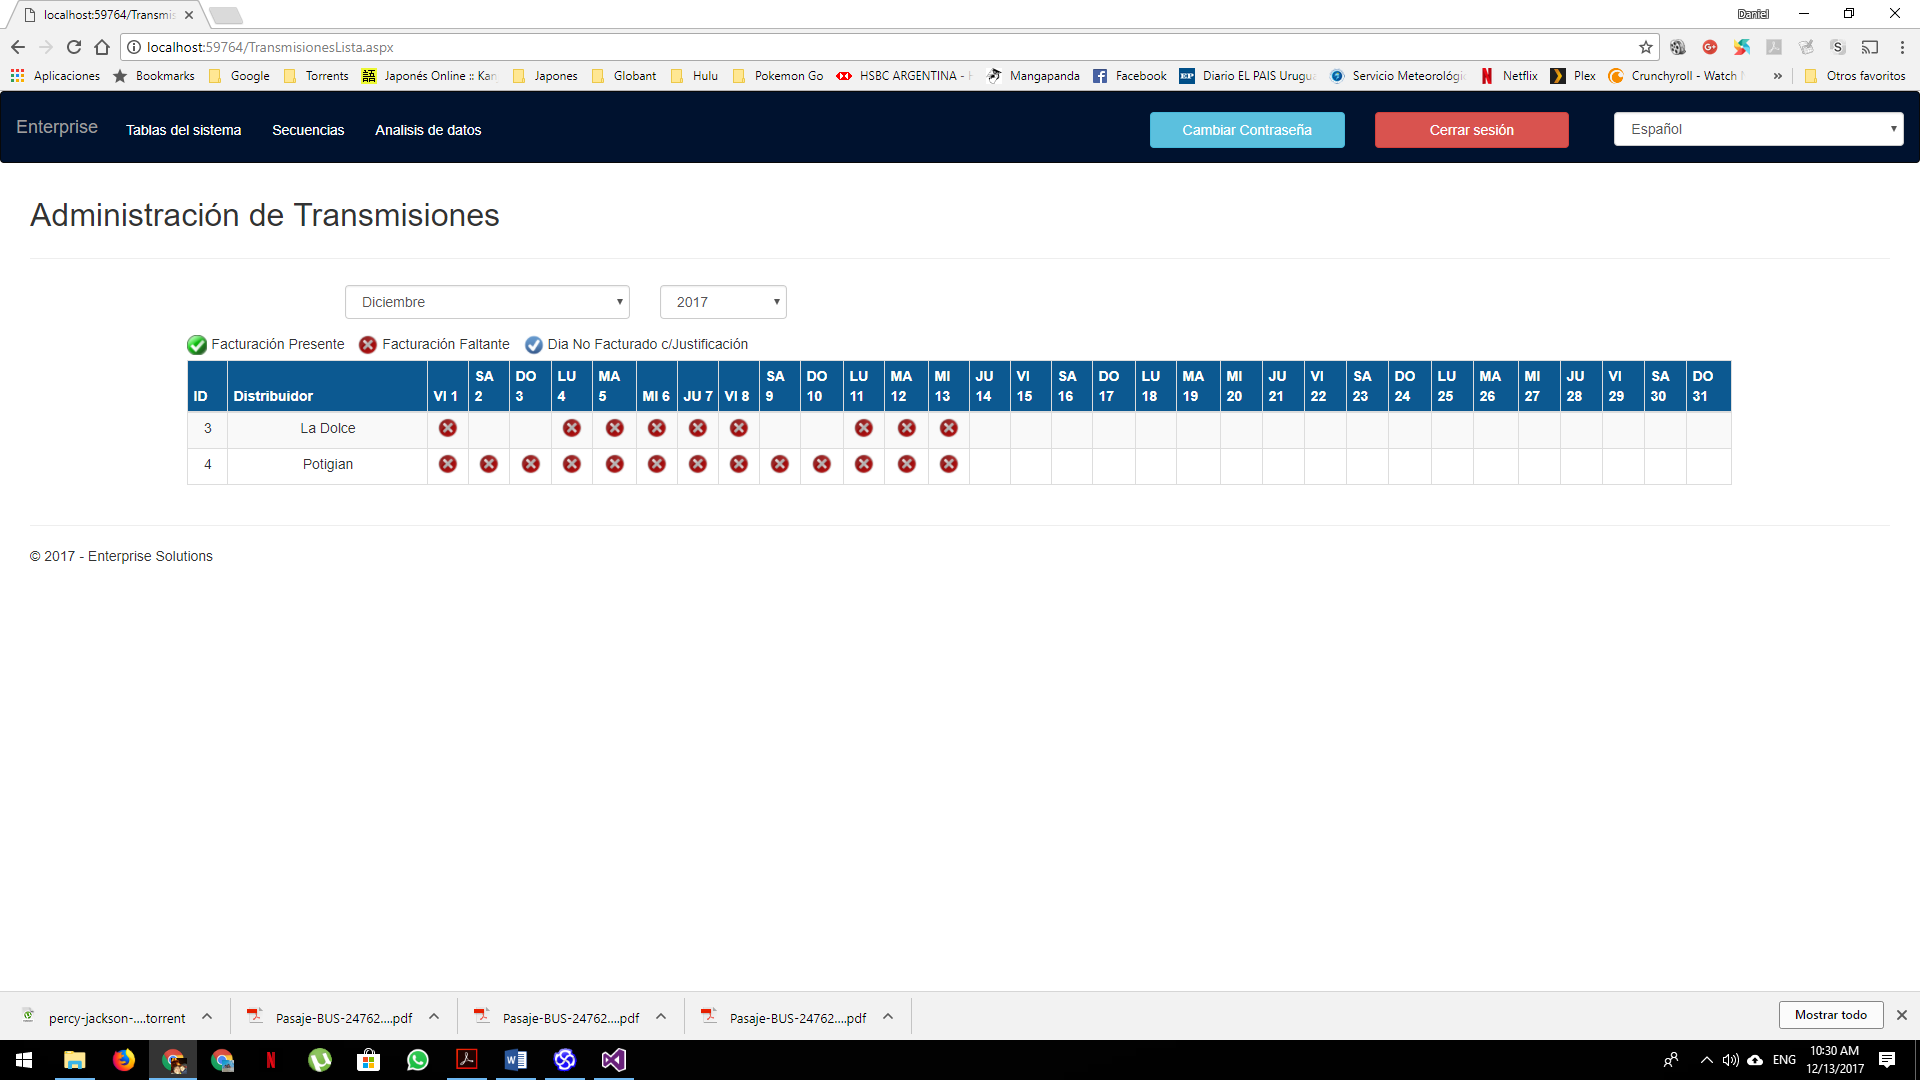 localhost:59764/Transmis
Daniel
localhost:59764/TransmisionesLista.aspx
Aplicaciones Bookmarks Google Torrents Japonés Online :: Kan Japones Globant Hulu Pokemon Go HSBC ARGENTINA - Mangapanda Facebook Diario EL PAIS Urugua Servicio Meteorológi Netflix Plex Crunchyroll - Watch » Otros favoritos
Enterprise Tablas del sistema Secuencias Analisis de datos Cambiar Contraseña Cerrar sesión Español
Administración de Transmisiones
Diciembre 2017
Facturación Presente Facturación Faltante Dia No Facturado c/Justificación
ID Distribuidor VI 1 SA 2 DO 3 LU 4 MA 5 MI 6 JU 7 VI 8 SA 9 DO 10 LU 11 MA 12 MI 13 JU 14 VI 15 SA 16 DO 17 LU 18 MA 19 MI 20 JU 21 VI 22 SA 23 DO 24 LU 25 MA 26 MI 27 JU 28 VI 29 SA 30 DO 31
3 La Dolce
4 Potigian
© 2017 - Enterprise Solutions
percy-jackson-....torrent Pasaje-BUS-24762....pdf Pasaje-BUS-24762....pdf Pasaje-BUS-24762....pdf Mostrar todo
ENG 10:30 AM
12/13/2017